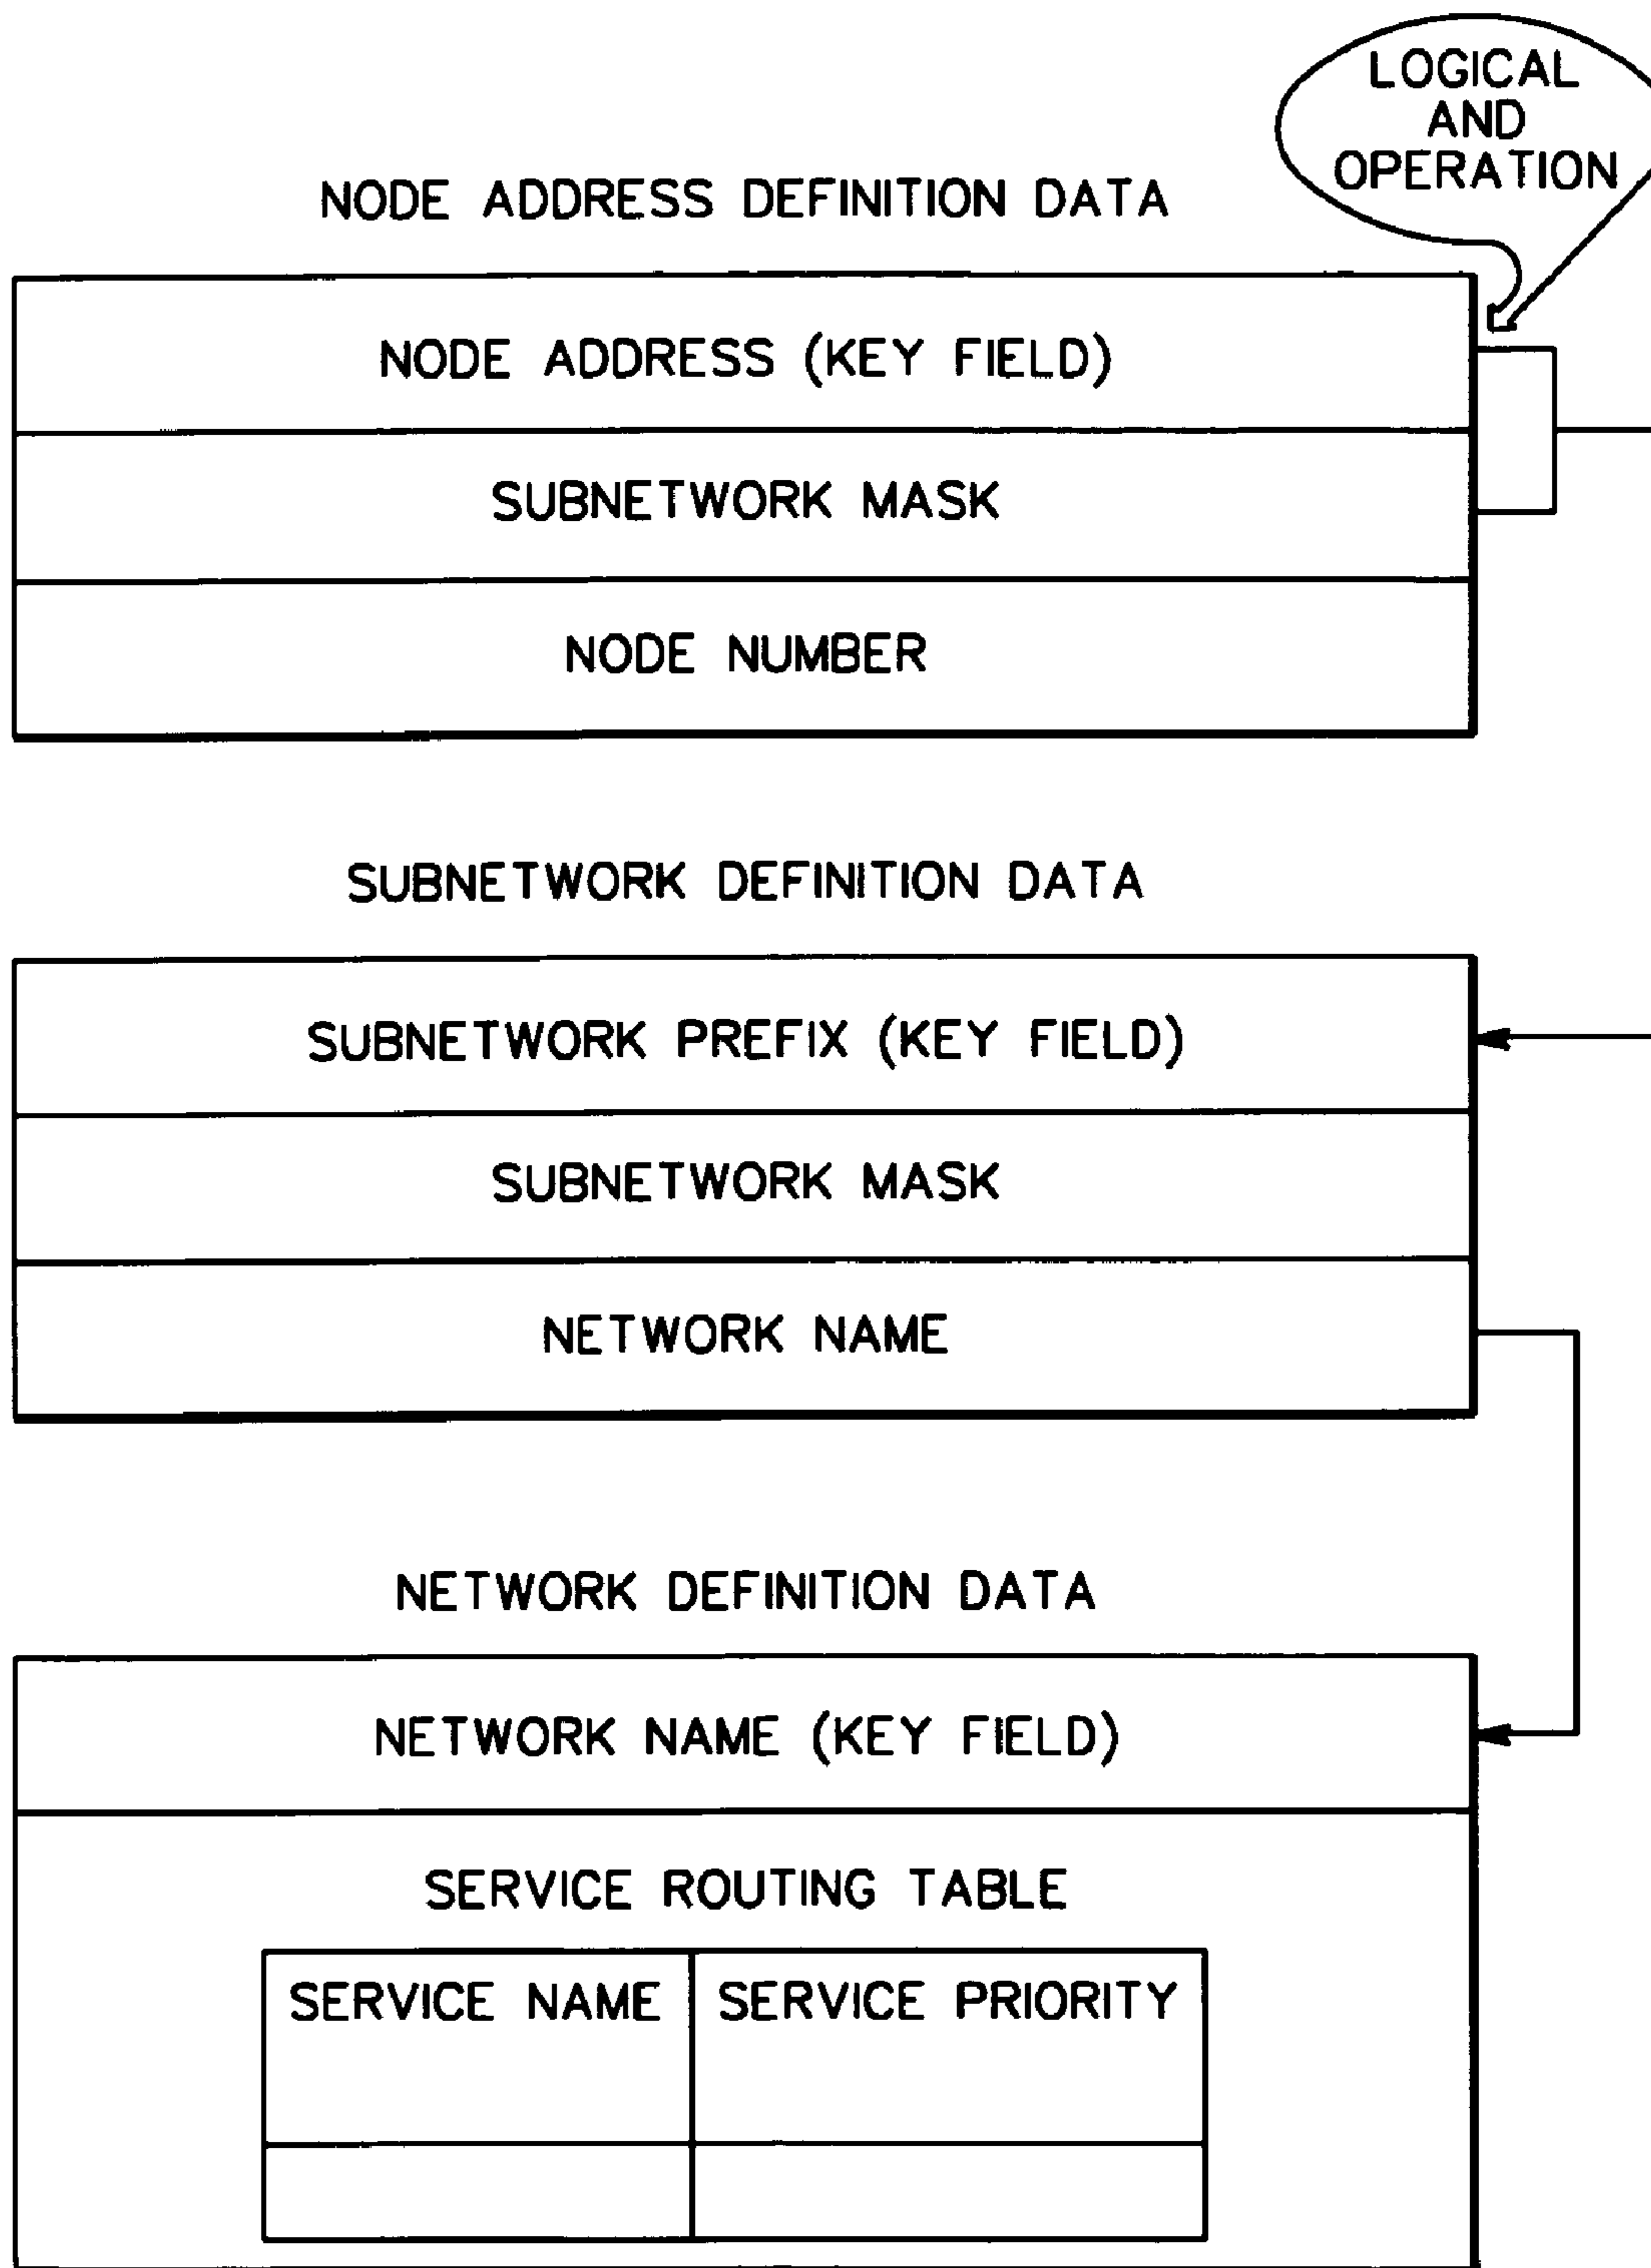 LOGICAL
AND
OPERATION
NODE ADDRESS DEFINITION DATA
NODE ADDRESS (KEY FIELD)
SUBNETWORK MASK
NODE NUMBER
SUBNETWORK DEFINITION DATA
SUBNETWORK PREFIX (KEY FIELD)
SUBNETWORK MASK
NETWORK NAME
NETWORK DEFINITION DATA
NETWORK NAME (KEY FIELD)
SERVICE ROUTING TABLE
SERVICE NAME SERVICE PRIORITY